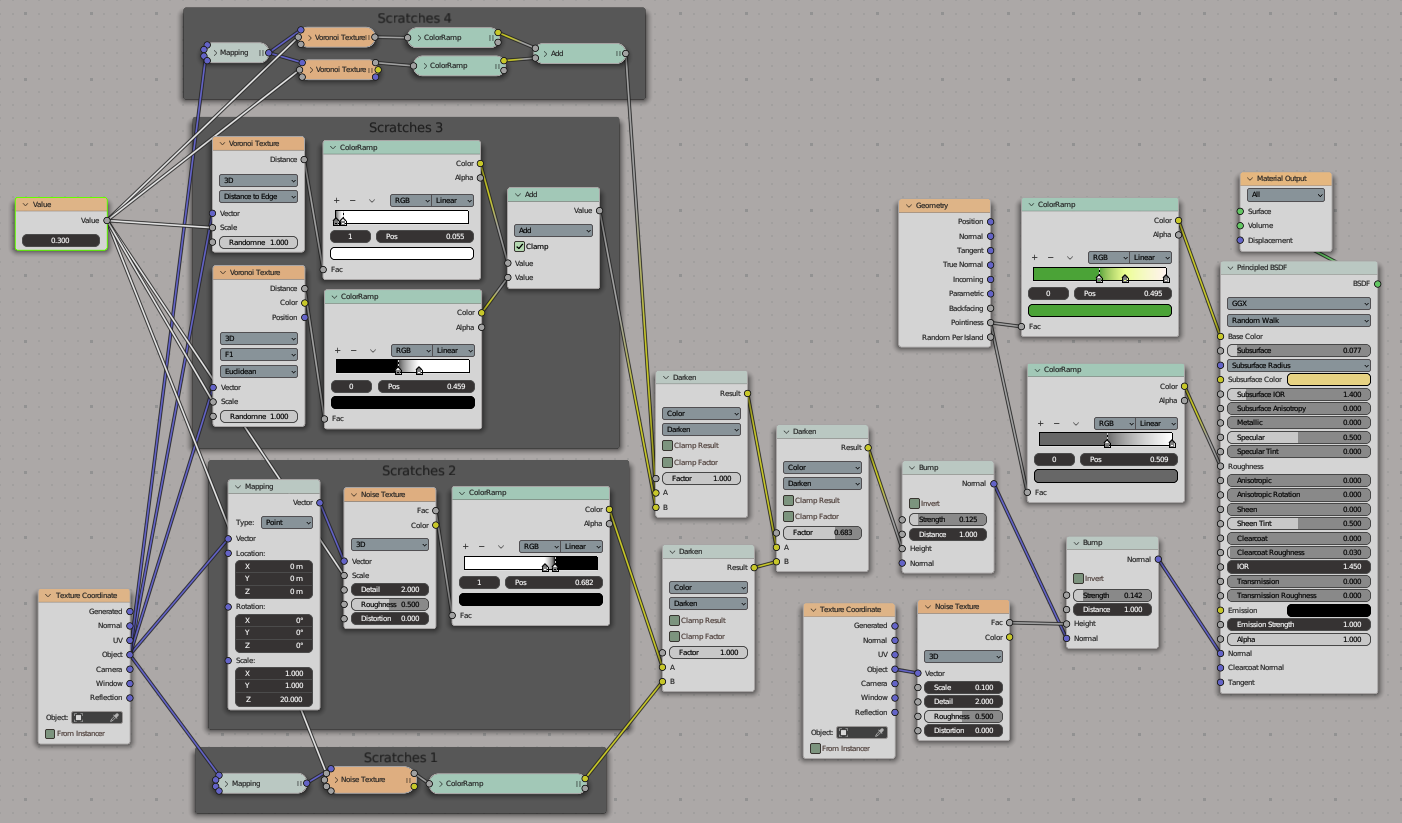 Scratches 4
Mapping
Voronoi Texture
ColorRamp
Voronoi Texture
ColorRamp
Add
Scratches 3
Voronoi Texture
Distance
3D
Distance to Edge
Vector
Scale
Randomne 1.000
ColorRamp
Color
Alpha
RGB Linear
1 Pos 0.055
Fac
Add
Value
Add
Clamp
Value
Value
Voronoi Texture
Distance
Color
Position
3D
F1
Euclidean
Vector
Scale
Randomne 1.000
ColorRamp
Color
Alpha
RGB Linear
0 Pos 0.459
Fac
Value
Value
0.300
Scratches 2
Mapping
Vector
Type: Point
Vector
Location:
X 0 m
Y 0 m
Z 0 m
Rotation:
X 0°
Y 0°
Z 0°
Scale:
X 1.000
Y 1.000
Z 20.000
Noise Texture
Fac
Color
3D
Vector
Scale
Detail 2.000
Roughness 0.500
Distortion 0.000
ColorRamp
Color
Alpha
RGB Linear
1 Pos 0.682
Fac
Texture Coordinate
Generated
Normal
UV
Object
Camera
Window
Reflection
Object:
From Instancer
Scratches 1
Mapping
Noise Texture
ColorRamp
Darken
Result
Color
Darken
Clamp Result
Clamp Factor
Factor 1.000
A
B
Darken
Result
Color
Darken
Clamp Result
Clamp Factor
Factor 1.000
A
B
Darken
Result
Color
Darken
Clamp Result
Clamp Factor
Factor 0.683
A
B
Bump
Normal
Invert
Strength 0.125
Distance 1.000
Height
Normal
Texture Coordinate
Generated
Normal
UV
Object
Camera
Window
Reflection
Object:
From Instancer
Noise Texture
Fac
Color
3D
Vector
Scale 0.100
Detail 2.000
Roughness 0.500
Distortion 0.000
Bump
Normal
Invert
Strength 0.142
Distance 1.000
Height
Normal
Geometry
Position
Normal
Tangent
True Normal
Incoming
Parametric
Backfacing
Pointiness
Random Per Island
ColorRamp
Color
Alpha
RGB Linear
0 Pos 0.495
Fac
ColorRamp
Color
Alpha
RGB Linear
0 Pos 0.509
Fac
Material Output
All
Surface
Volume
Displacement
Principled BSDF
BSDF
GGX
Random Walk
Base Color
Subsurface 0.077
Subsurface Radius
Subsurface Color
Subsurface IOR 1.400
Subsurface Anisotropy 0.000
Metallic 0.000
Specular 0.500
Specular Tint 0.000
Roughness
Anisotropic 0.000
Anisotropic Rotation 0.000
Sheen 0.000
Sheen Tint 0.500
Clearcoat 0.000
Clearcoat Roughness 0.030
IOR 1.450
Transmission 0.000
Transmission Roughness 0.000
Emission
Emission Strength 1.000
Alpha 1.000
Normal
Clearcoat Normal
Tangent